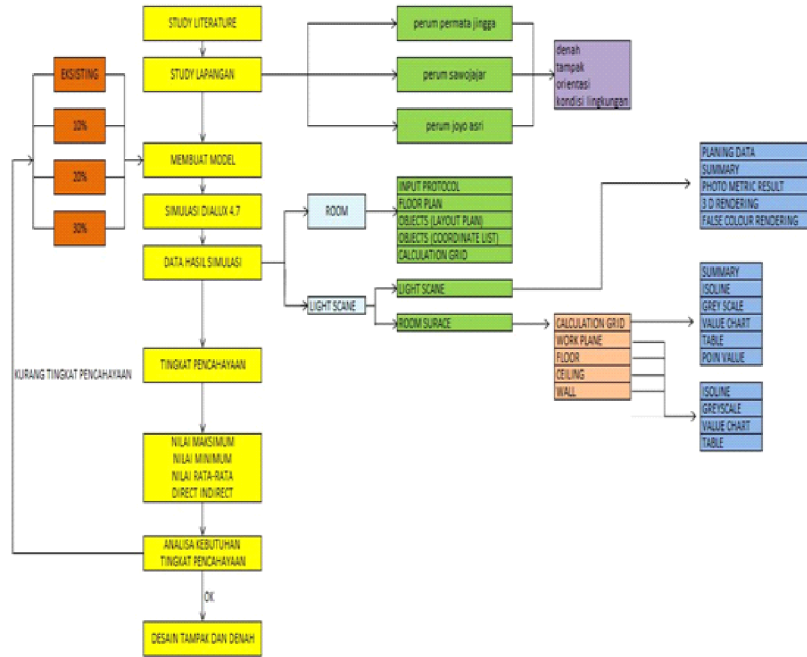 STUDY LITERATURE
STUDY LAPANGAN
perum permata jingga
perum sawojajar
perum joyo asri
denah
tampak
orientasi
kondisi lingkungan
EKSISTING
10%
20%
30%
MEMBUAT MODEL
SIMULASI DIALUX 4.7
DATA HASIL SIMULASI
ROOM
INPUT PROTOCOL
FLOOR PLAN
OBJECTS (LAYOUT PLAN)
OBJECTS (COORDINATE LIST)
CALCULATION GRID
LIGHT SCANE
LIGHT SCANE
ROOM SURACE
PLANING DATA
SUMMARY
PHOTO METRIC RESULT
3 D RENDERING
FALSE COLOUR RENDERING
CALCULATION GRID
WORK PLANE
FLOOR
CEILING
WALL
SUMMARY
ISOLINE
GREY SCALE
VALUE CHART
TABLE
POIN VALUE
ISOLINE
GREYSCALE
VALUE CHART
TABLE
KURANG TINGKAT PENCAHAYAAN
TINGKAT PENCAHAYAAN
NILAI MAKSIMUM
NILAI MINIMUM
NILAI RATA-RATA
DIRECT INDIRECT
ANALISA KEBUTUHAN
TINGKAT PENCAHAYAAN
OK
DESAIN TAMPAK DAN DENAH